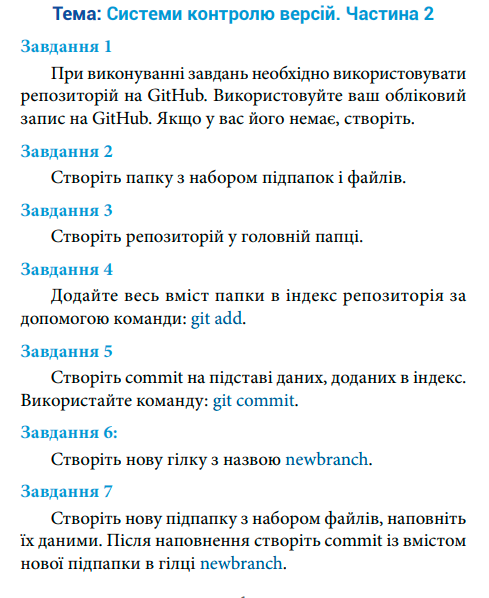 Тема: Системи контролю версій. Частина 2
Завдання 1
При виконуванні завдань необхідно використовувати
репозиторій на GitHub. Використовуйте ваш обліковий
запис на GitHub. Якщо у вас його немає, створіть.
Завдання 2
Створіть папку з набором підпапок і файлів.
Завдання 3
Створіть репозиторій у головній папці.
Завдання 4
Додайте весь вміст папки в індекс репозиторія за
допомогою команди: git add.
Завдання 5
Створіть commit на підставі даних, доданих в індекс.
Використайте команду: git commit.
Завдання 6:
Створіть нову гілку з назвою newbranch.
Завдання 7
Створіть нову підпапку з набором файлів, наповніть
їх даними. Після наповнення створіть commit із вмістом
нової підпапки в гілці newbranch.